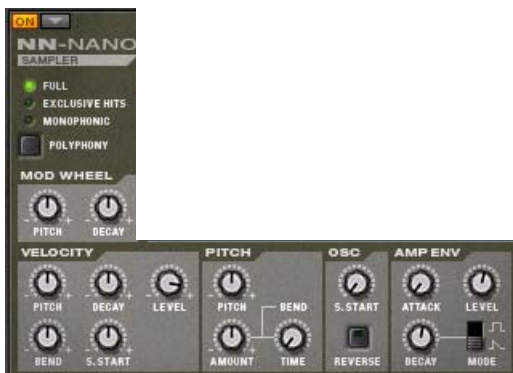 ON
NN-NANO
SAMPLER
FULL
EXCLUSIVE HITS
MONOPHONIC
POLYPHONY
MOD WHEEL
PITCH DECAY
VELOCITY PITCH OSC AMP ENV
PITCH DECAY LEVEL PITCH BEND S.START ATTACK LEVEL
BEND S.START AMOUNT TIME REVERSE DECAY MODE